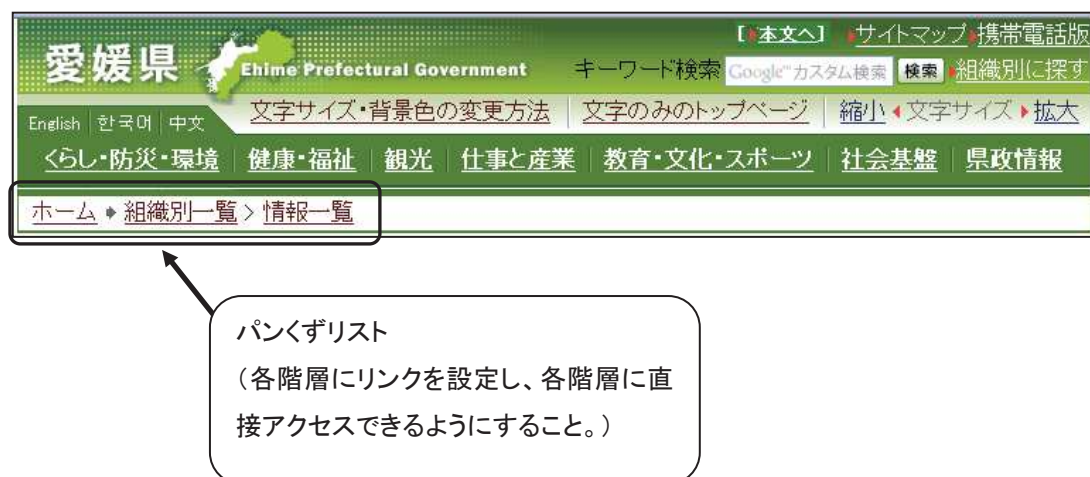 【本文へ】 サイトマップ 携帯電話版
愛媛県 Ehime Prefectural Government キーワード検索 Google™カスタム検索 検索 組織別に探す
English 한국어 中文 文字サイズ・背景色の変更方法 文字のみのトップページ 縮小 文字サイズ 拡大
くらし・防災・環境 健康・福祉 観光 仕事と産業 教育・文化・スポーツ 社会基盤 県政情報
ホーム 組織別一覧 > 情報一覧
パンくずリスト
（各階層にリンクを設定し、各階層に直
接アクセスできるようにすること。）